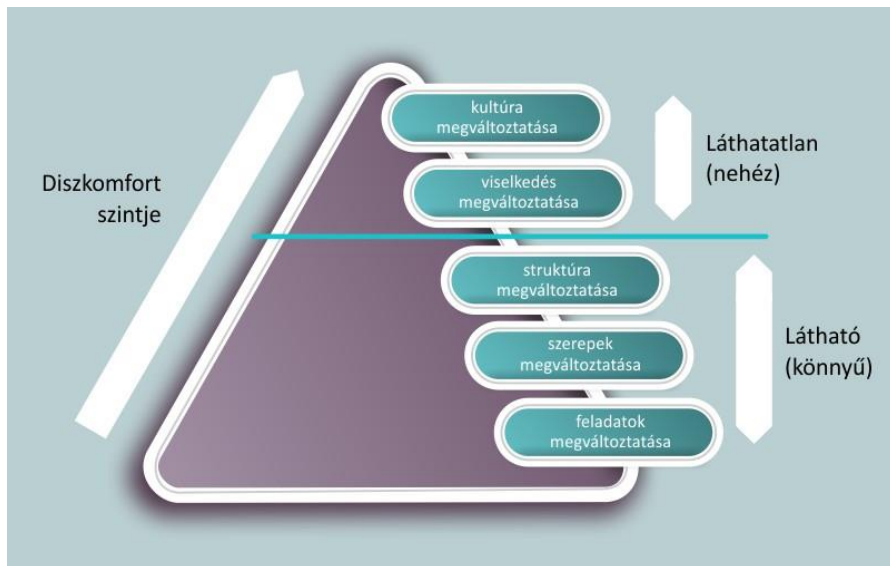 kultúra
megváltoztatása
viselkedés
megváltoztatása
Láthatatlan
(nehéz)
Diszkomfort
szintje
struktúra
megváltoztatása
szerepek
megváltoztatása
Látható
(könnyű)
feladatok
megváltoztatása